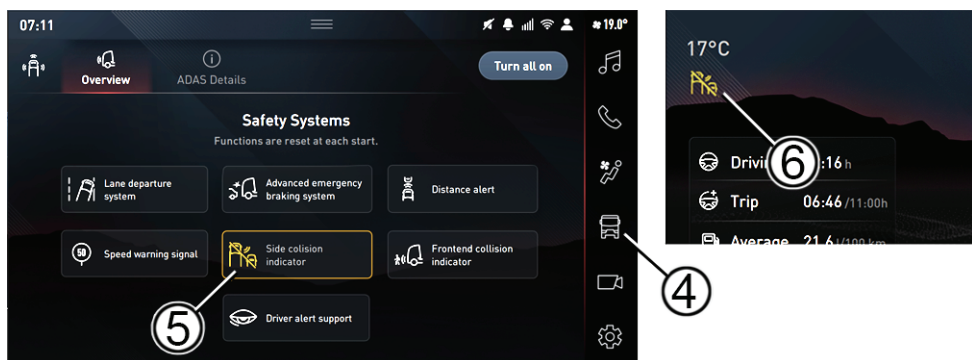 07:11
19.0°
Overview
ADAS Details
Turn all on
Safety Systems
Functions are reset at each start.
Lane departure
system
Advanced emergency
braking system
Distance alert
50
Speed warning signal
Side colision
indicator
Frontend collision
indicator
Driver alert support
4
5
17°C
6
:16 h
Trip 06:46 /11:00h
Average 21.6 l/100 km